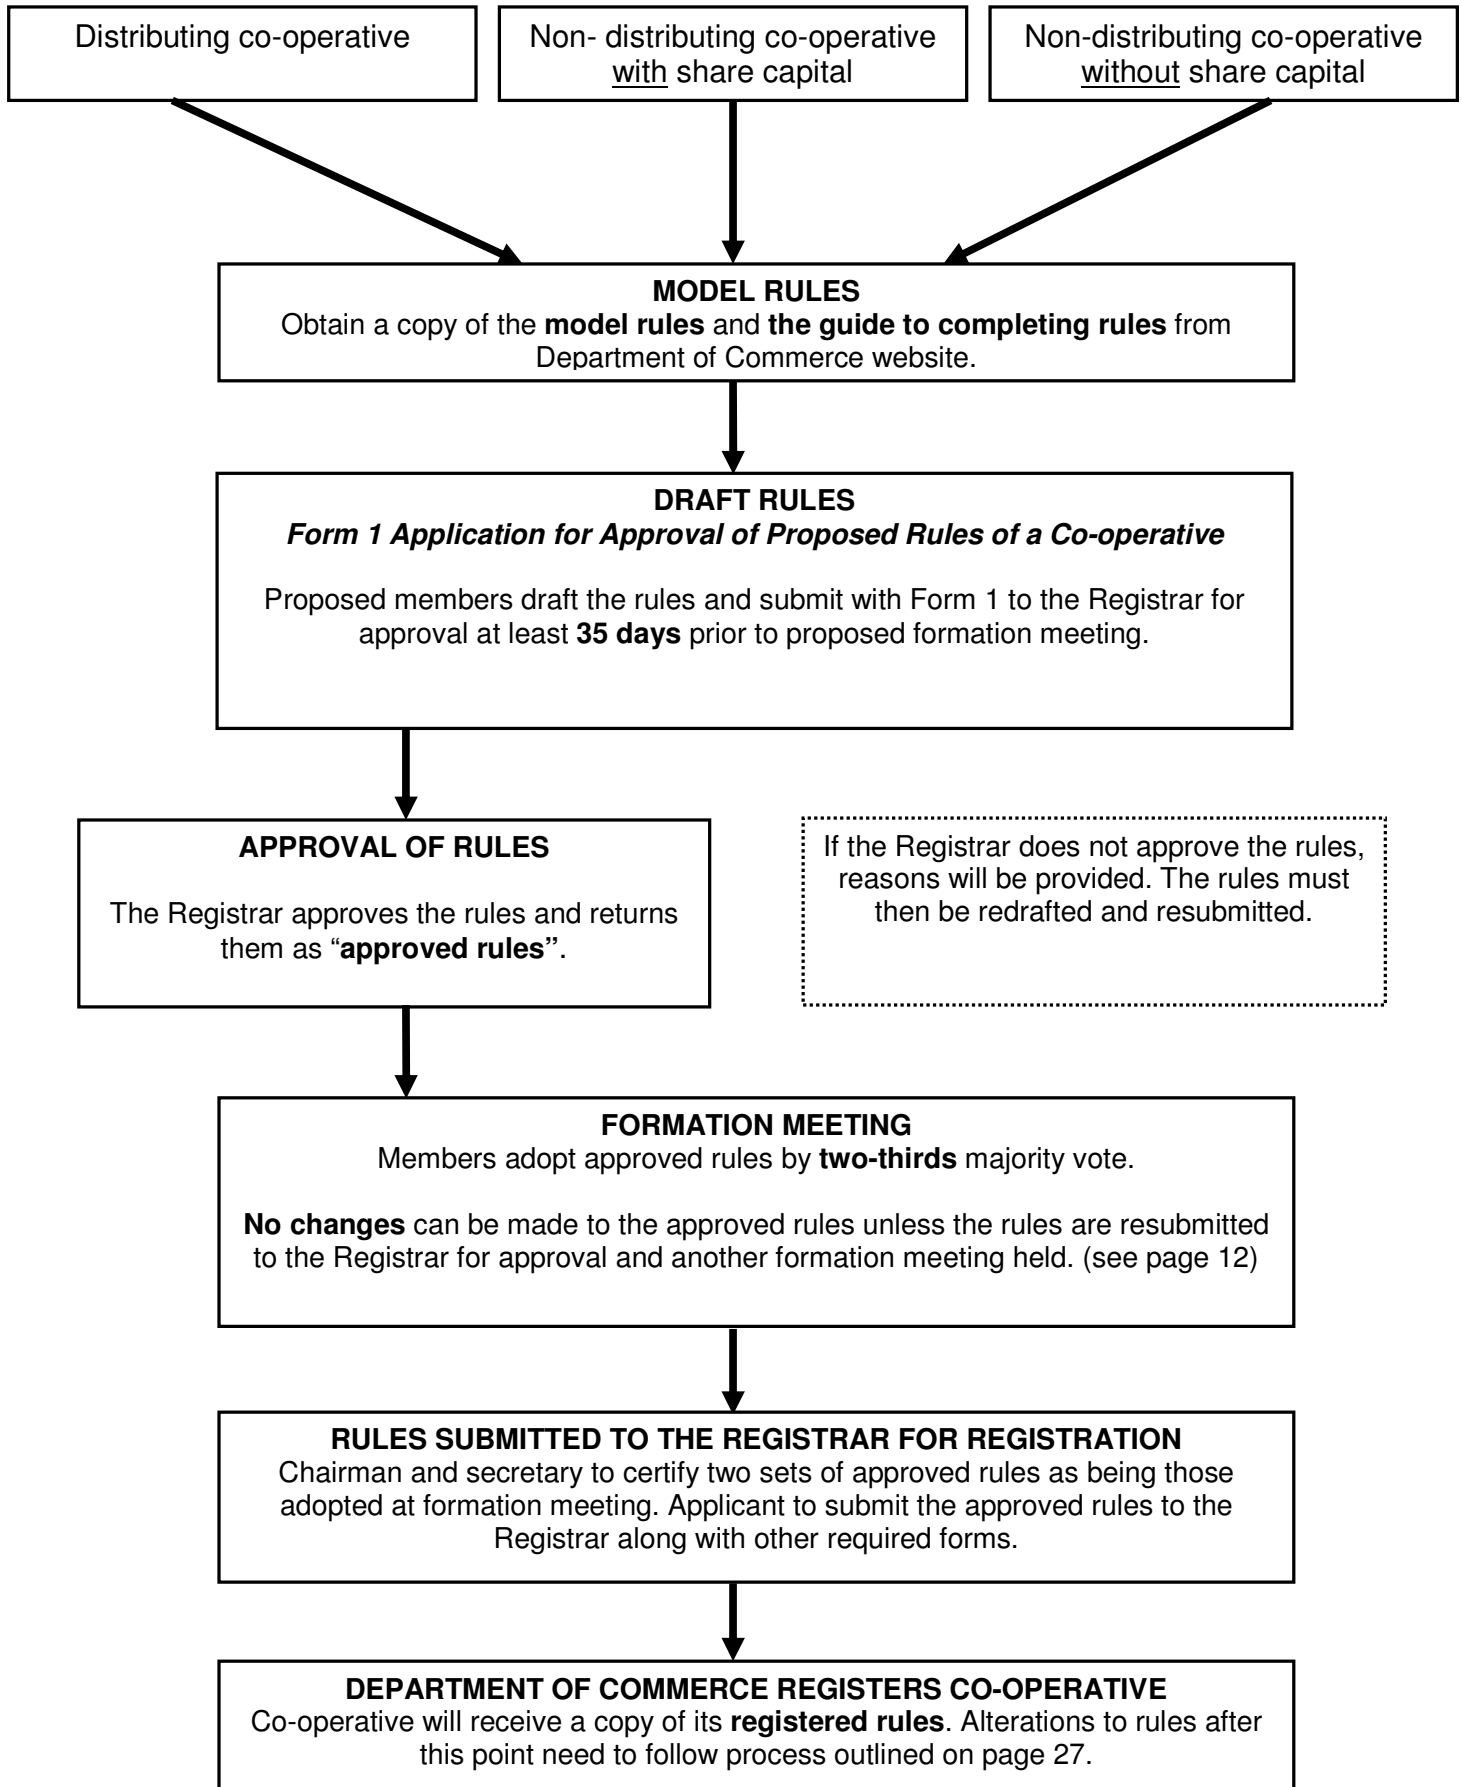 Distributing co-operative
Non- distributing co-operative
with share capital
Non-distributing co-operative
without share capital
MODEL RULES
Obtain a copy of the model rules and the guide to completing rules from
Department of Commerce website.
DRAFT RULES
Form 1 Application for Approval of Proposed Rules of a Co-operative
Proposed members draft the rules and submit with Form 1 to the Registrar for
approval at least 35 days prior to proposed formation meeting.
APPROVAL OF RULES
The Registrar approves the rules and returns
them as “approved rules”.
If the Registrar does not approve the rules,
reasons will be provided. The rules must
then be redrafted and resubmitted.
FORMATION MEETING
Members adopt approved rules by two-thirds majority vote.
No changes can be made to the approved rules unless the rules are resubmitted
to the Registrar for approval and another formation meeting held. (see page 12)
RULES SUBMITTED TO THE REGISTRAR FOR REGISTRATION
Chairman and secretary to certify two sets of approved rules as being those
adopted at formation meeting. Applicant to submit the approved rules to the
Registrar along with other required forms.
DEPARTMENT OF COMMERCE REGISTERS CO-OPERATIVE
Co-operative will receive a copy of its registered rules. Alterations to rules after
this point need to follow process outlined on page 27.